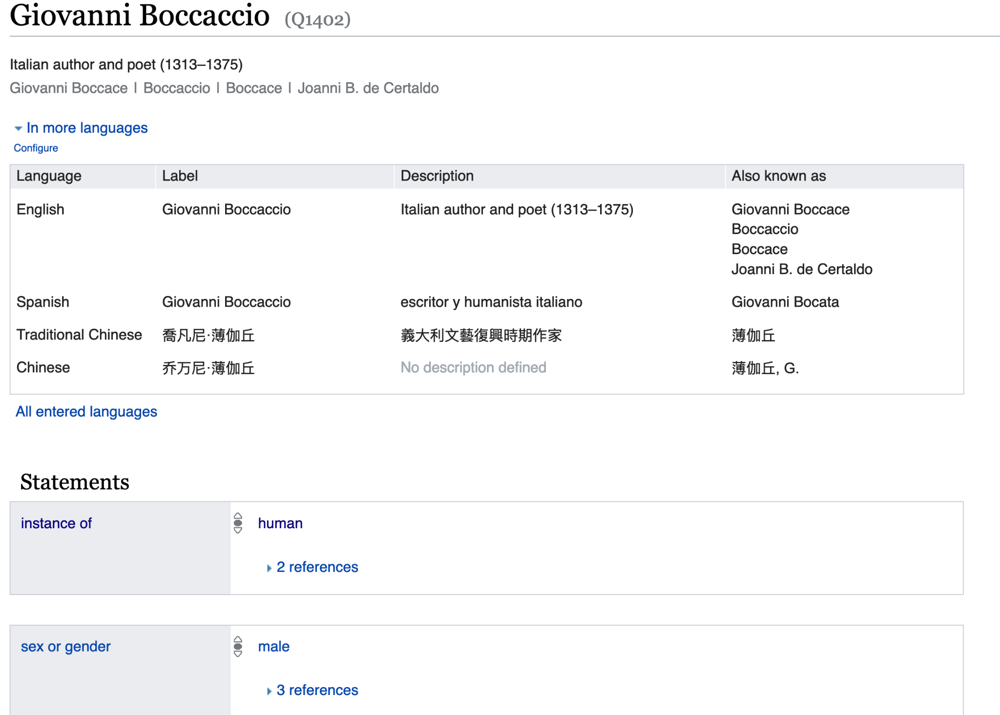 Giovanni Boccaccio (Q1402)
Italian author and poet (1313–1375)
Giovanni Boccace | Boccaccio | Boccace | Joanni B. de Certaldo
In more languages
Configure
Language Label Description Also known as
English Giovanni Boccaccio Italian author and poet (1313–1375) Giovanni Boccace
Boccaccio
Boccace
Joanni B. de Certaldo
Spanish Giovanni Boccaccio escritor y humanista italiano Giovanni Bocata
Traditional Chinese 喬凡尼·薄伽丘 義大利文藝復興時期作家 薄伽丘
Chinese 乔万尼·薄伽丘 No description defined 薄伽丘, G.
All entered languages
Statements
instance of human
2 references
sex or gender male
3 references